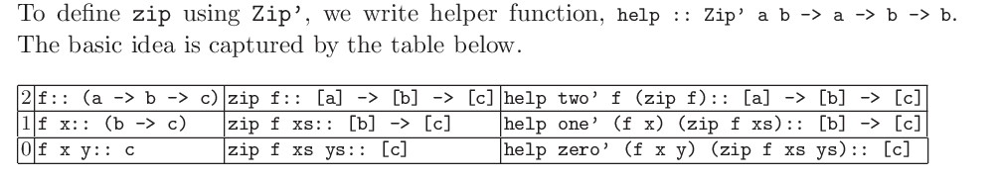 To define zip using Zip', we write helper function, help :: Zip' a b -> a -> b -> b.
The basic idea is captured by the table below.
2 f:: (a -> b -> c) zip f:: [a] -> [b] -> [c] help two' f (zip f):: [a] -> [b] -> [c]
1 f x:: (b -> c) zip f xs:: [b] -> [c] help one' (f x) (zip f xs):: [b] -> [c]
0 f x y:: c zip f xs ys:: [c] help zero' (f x y) (zip f xs ys):: [c]